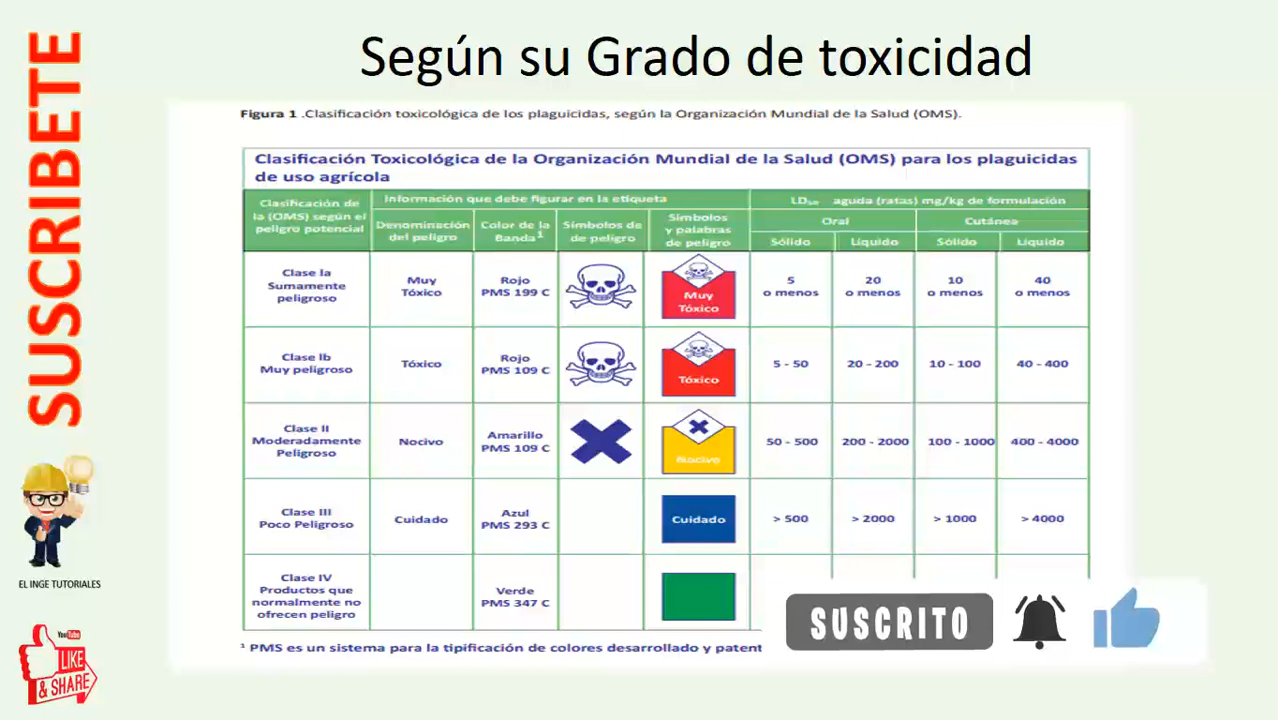 Según su Grado de toxicidad
SUSCRIBETE
Figura 1 .Clasificación toxicológica de los plaguicidas, según la Organización Mundial de la Salud (OMS).
Clasificación Toxicológica de la Organización Mundial de la Salud (OMS) para los plaguicidas
de uso agrícola
Clasificación de
la (OMS) según el
peligro potencial
Información que debe figurar en la etiqueta
LD₅₀ aguda (ratas) mg/kg de formulación
Denominación
del peligro
Color de la
Banda¹
Símbolos de
de peligro
Símbolos
y palabras
de peligro
Oral
Cutánea
Sólido
Líquido
Sólido
Líquido
Clase Ia
Sumamente
peligroso
Muy
Tóxico
Rojo
PMS 199 C
Muy
Tóxico
5
o menos
20
o menos
10
o menos
40
o menos
Clase Ib
Muy peligroso
Tóxico
Rojo
PMS 109 C
Tóxico
5 - 50
20 - 200
10 - 100
40 - 400
Clase II
Moderadamente
Peligroso
Nocivo
Amarillo
PMS 109 C
Nocivo
50 - 500
200 - 2000
100 - 1000
400 - 4000
Clase III
Poco Peligroso
Cuidado
Azul
PMS 293 C
Cuidado
> 500
> 2000
> 1000
> 4000
Clase IV
Productos que
normalmente no
ofrecen peligro
Verde
PMS 347 C
¹ PMS es un sistema para la tipificación de colores desarrollado y patent
SUSCRITO
EL INGE TUTORIALES
YouTube
LIKE
& SHARE